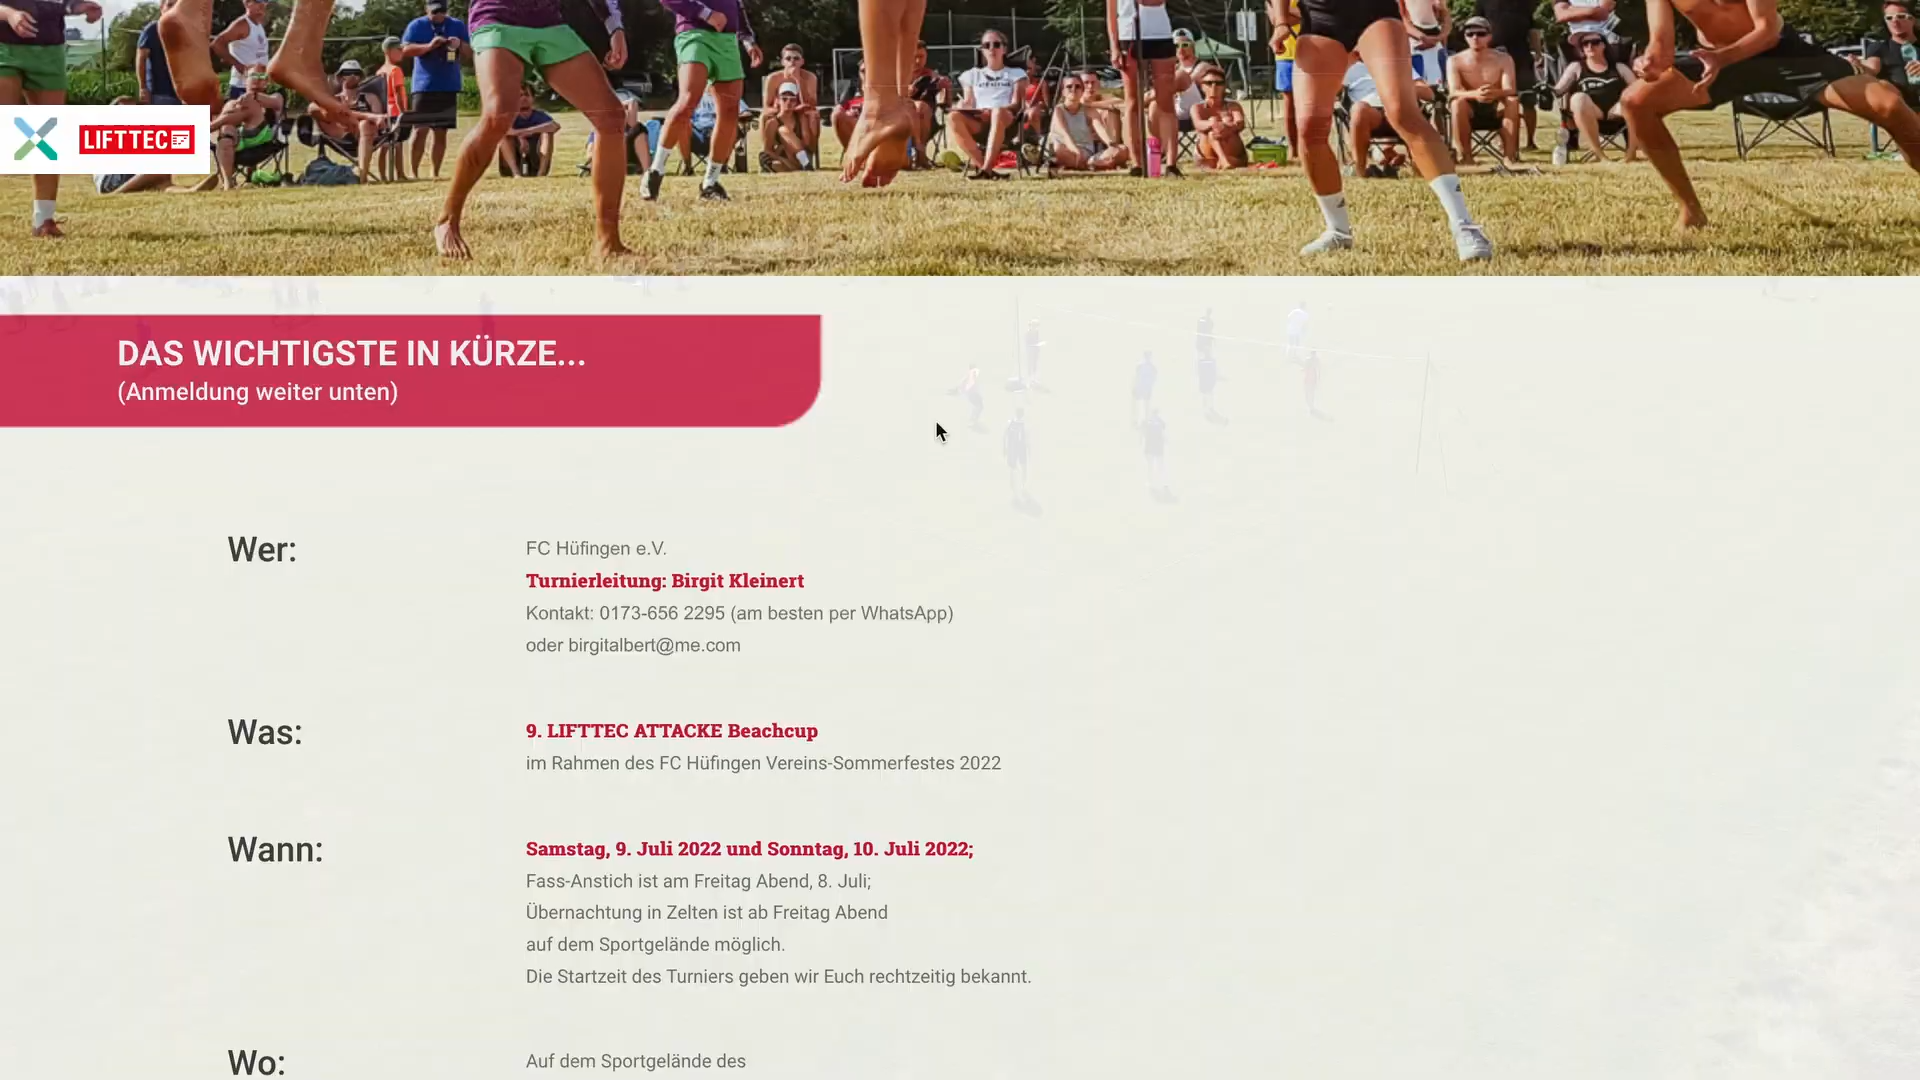 LIFTTEC
DAS WICHTIGSTE IN KÜRZE...
(Anmeldung weiter unten)
Wer:
FC Hüfingen e.V.
Turnierleitung: Birgit Kleinert
Kontakt: 0173-656 2295 (am besten per WhatsApp)
oder birgitalbert@me.com
Was:
9. LIFTTEC ATTACKE Beachcup
im Rahmen des FC Hüfingen Vereins-Sommerfestes 2022
Wann:
Samstag, 9. Juli 2022 und Sonntag, 10. Juli 2022;
Fass-Anstich ist am Freitag Abend, 8. Juli;
Übernachtung in Zelten ist ab Freitag Abend
auf dem Sportgelände möglich.
Die Startzeit des Turniers geben wir Euch rechtzeitig bekannt.
Wo:
Auf dem Sportgelände des